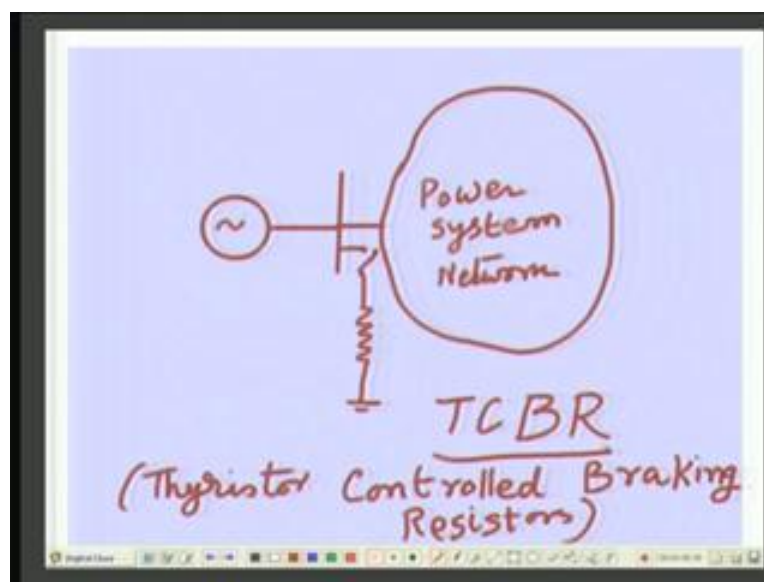 ~
Power
system
Network
TCBR
(Thyristor Controlled Braking
Resistors)